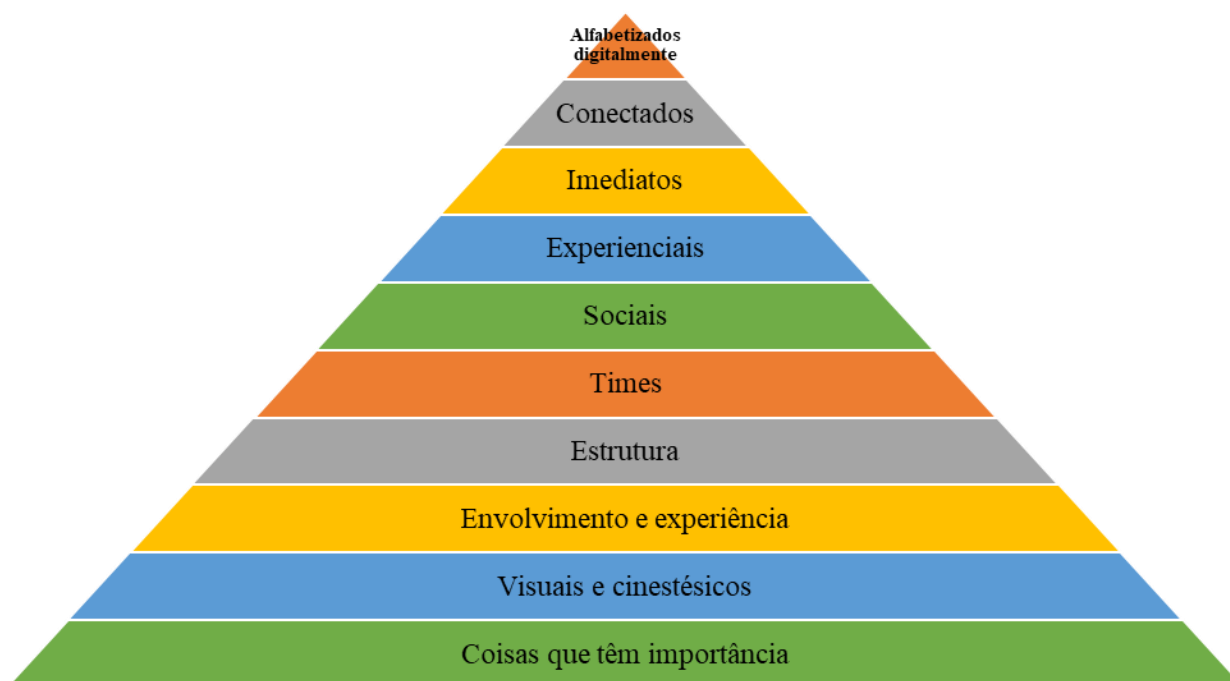 Alfabetizados
digitalmente
Conectados
Imediatos
Experienciais
Sociais
Times
Estrutura
Envolvimento e experiência
Visuais e cinestésicos
Coisas que têm importância